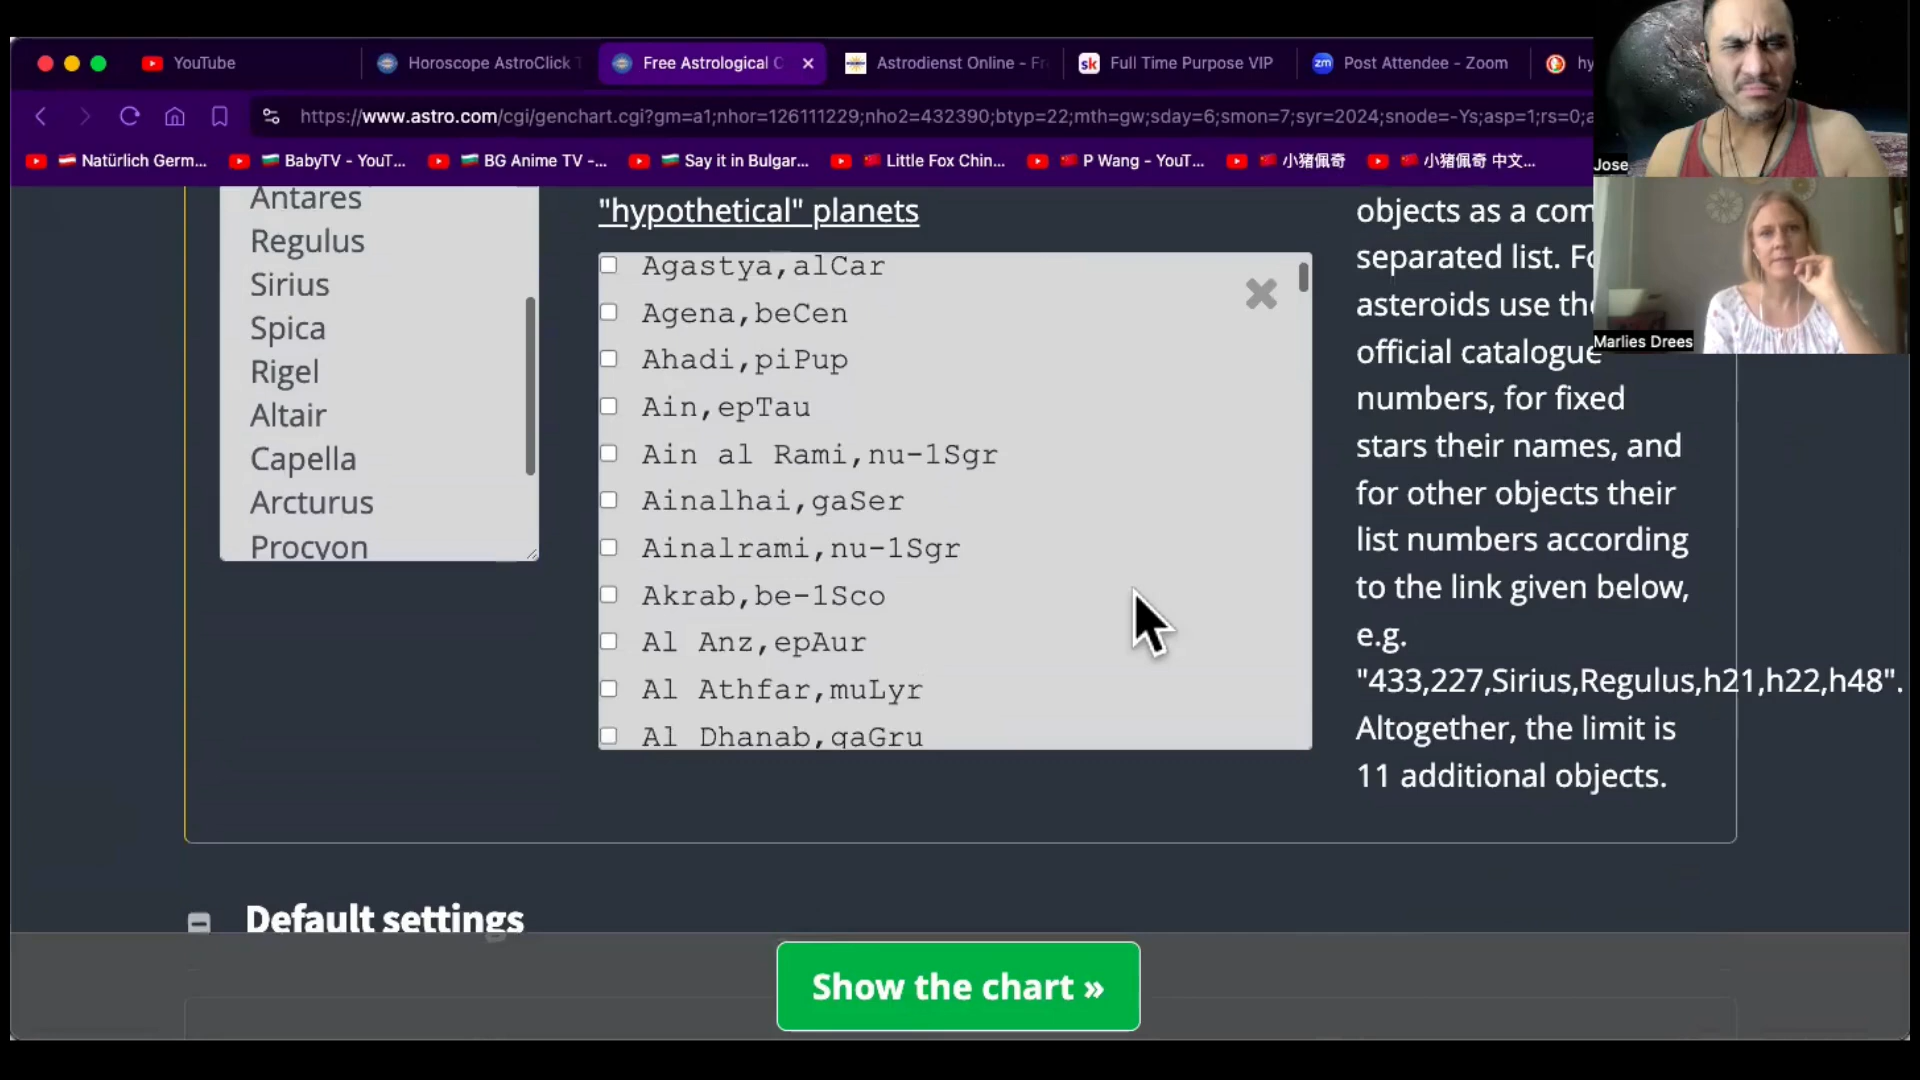 YouTube
Horoscope AstroClick T
Free Astrological C
Astrodienst Online - Fr
Full Time Purpose VIP
Post Attendee - Zoom
hy
https://www.astro.com/cgi/genchart.cgi?gm=a1;nhor=126111229;nho2=432390;btyp=22;mth=gw;sday=6;smon=7;syr=2024;snode=-Ys;asp=1;rs=0;a
Natürlich Germ...
BabyTV - YouT...
BG Anime TV -...
Say it in Bulgar...
Little Fox Chin...
P Wang - YouT...
小猪佩奇
小猪佩奇 中文...
Jose
Marlies Drees
Antares
Regulus
Sirius
Spica
Rigel
Altair
Capella
Arcturus
Procyon
"hypothetical" planets
Agastya,alCar
Agena,beCen
Ahadi,piPup
Ain,epTau
Ain al Rami,nu-1Sgr
Ainalhai,gaSer
Ainalrami,nu-1Sgr
Akrab,be-1Sco
Al Anz,epAur
Al Athfar,muLyr
Al Dhanab,gaGru
objects as a com
separated list. Fo
asteroids use the
official catalogue
numbers, for fixed
stars their names, and
for other objects their
list numbers according
to the link given below,
e.g.
"433,227,Sirius,Regulus,h21,h22,h48".
Altogether, the limit is
11 additional objects.
Default settings
Show the chart »